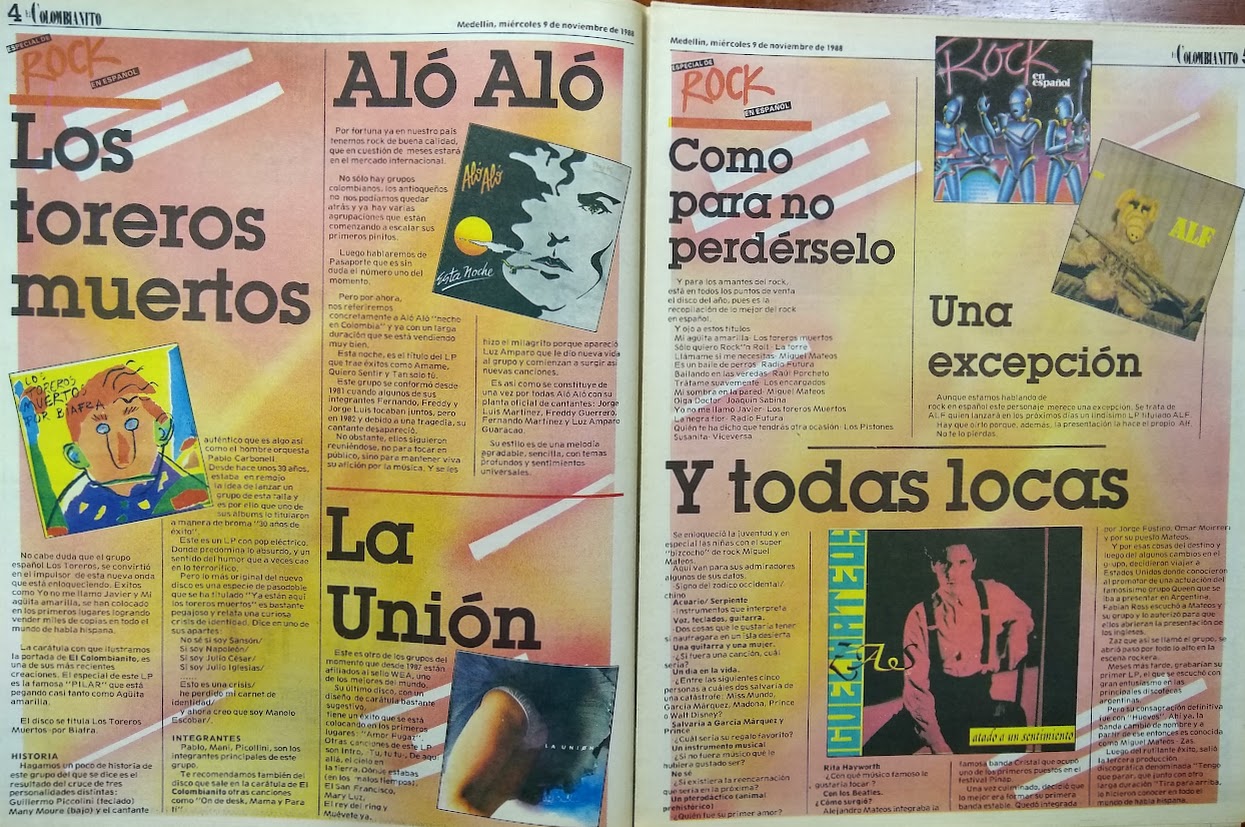 4 EL COLOMBIANITO
Medellín, miércoles 9 de noviembre de 1988
ESPECIAL DE
ROCK
EN ESPAÑOL
Los
toreros
muertos
LOS
TOREROS
MUERTOS
POR BIAFRA
No cabe duda que el grupo
español Los Toreros, se convirtió
en el impulsor de esta nueva onda
que está enloqueciendo. Exitos
como Yo no me llamo Javier y Mi
agüita amarilla, se han colocado
en los primeros lugares logrando
vender miles de copias en todo el
mundo de habla hispana.
La carátula con que ilustramos
la portada de El Colombianito, es
una de sus más recientes
creaciones. El especial de este LP
es la famosa "PILAR" que está
pegando casi tanto como Agüita
amarilla.
El disco se titula Los Toreros
Muertos -por Biafra.
HISTORIA
Hagamos un poco de historia de
este grupo del que se dice es el
resultado del cruce de tres
personajes distintas:
Guillermo Piccolini (teclado)
Many Moure (bajo) y el cantante
auténtico que es algo así
como el hombre orquesta
Pablo Carbonell.
Desde hace unos 30 años,
estaba en remojo
la idea de lanzar un
grupo de esta talla y
es por ello que uno de
sus álbums lo titularon
a manera de broma "30 años de
éxito".
Este es un LP con pop eléctrico.
Donde predomina lo absurdo, y un
sentido del humor que a veces cae
en lo terrorífico.
Pero lo más original del nuevo
disco es una especie de pasodoble
que se ha titulado "Ya están aquí
los toreros muertos" es bastante
pegajoso y relata una curiosa
crisis de identidad. Dice en uno de
sus apartes:
No sé si soy Sansón/
Si soy Napoleón/
Si soy Julio César/
Si soy Julio Iglesias/
......
Esto es una crisis/
he perdido mi carnet de
identidad/
y ahora creo que soy Manolo
Escobar/.
INTEGRANTES
Pablo, Mani, Picollini, son los
integrantes principales de este
grupo.
Te recomendamos también del
disco que sale en la carátula de El
Colombianito otras canciones
como "On de desk, Mama y Para
ti".
Aló Aló
Por fortuna ya en nuestro país
tenemos rock de buena calidad,
que en cuestión de meses estará
en el mercado internacional.
No sólo hay grupos
colombianos, los antioqueños
no nos podíamos quedar
atrás y ya hay varias
agrupaciones que están
comenzando a escalar sus
primeros pinitos.
Luego hablaremos de
Pasaporte que es sin
duda el número uno del
momento.
Pero por ahora,
nos referiremos
concretamente a Aló Aló "hecho
en Colombia" y ya con un larga
duración que se está vendiendo
muy bien.
Esta noche, es el título del LP
que trae éxitos como Amame,
Quiero Sentir y Tan sólo tú.
Este grupo se conformó desde
1981 cuando algunos de sus
integrantes Fernando, Freddy y
Jorge Luis tocaban juntos, pero
en 1982 y debido a una tragedia, su
cantante desapareció.
No obstante, ellos siguieron
reuniéndose, no para tocar en
público, sino para mantener viva
su afición por la música. Y se les
Aló Aló
Esta Noche
hizo el milagrito porque apareció
Luz Amparo que le dio nueva vida
al grupo y comienzan a surgir así
nuevas canciones.
Es así como se constituye de
una vez por todas Aló Aló con su
planta oficial de cantantes: Jorge
Luis Martínez, Freddy Guerrero,
Fernando Martínez y Luz Amparo
Guaracao.
Su estilo es de una melodía
agradable, sencilla, con temas
profundos y sentimientos
universales.
La
Unión
Este es otro de los grupos del
momento que desde 1987 están
afiliados al sello WEA, uno
de los mejores del mundo.
Su último disco, con un
diseño de carátula bastante
sugestivo,
tiene un éxito que se está
colocando en los primeros
lugares: "Amor Fugaz".
Otras canciones de este LP
son Intro, -Tu, tu tu-, De aquí
allá, el cielo en
la tierra, Dónde estabas
(en los malos tiempos),
El San Francisco,
Mary Luz,
El rey del ring y
Muévete ya.
LA UNION
Medellín, miércoles 9 de noviembre de 1988
EL COLOMBIANITO 5
ESPECIAL DE
ROCK
EN ESPAÑOL
Como
para no
perdérselo
Y para los amantes del rock,
está en todos los puntos de venta
el disco del año, pues es la
recopilación de lo mejor del rock
en español.
Y ojo a estos títulos
Mi agüita amarilla- Los toreros muertos
Sólo quiero Rock"n Roll - La torre
Llámame si me necesitas- Miguel Mateos
Es un baile de perros- Radio Futura
Bailando en las veredas- Raúl Porcheto
Trátame suavemente- Los encargados
Mi sombra en la pared- Miguel Mateos
Olga Doctor- Joaquín Sabina
Yo no me llamo Javier- Los toreros Muertos
La negra flor - Radio Futura
Quién te ha dicho que tendrás otra ocasión- Los Pistones
Susanita- Viceversa
Rock
en
español
ALF
Una
excepción
Aunque estamos hablando de
rock en español este personaje merece una excepción. Se trata de
ALF quien lanzará en los próximos días un lindísimo LP titulado ALF.
Hay que oírlo porque, además, la presentación la hace el propio Alf.
No te lo pierdas.
Y todas locas
Se enloqueció la juventud y en
especial las niñas con el super
"bizcocho" de rock Miguel
Mateos.
Aquí van para sus admiradores
algunos de sus datos.
-Signo del zodíco occidental/
chino
Acuario/ Serpiente
-Instrumentos que interpreta
Voz, teclados, guitarra.
-Dos cosas que le gustaría tener
si naufragara en un isla desierta
Una guitarra y una mujer.
-¿Si fuera una canción, cuál
sería?
Un día en la vida.
-¿Entre las siguientes cinco
personas a cuáles dos salvaría de
una catástrofe: Miss Mundo,
García Márquez, Madona, Prince
o Walt Disney?
Salvaría a García Márquez y
Prince
¿Cuál sería su regalo favorito?
Un instrumento musical
¿Si no fuera músico que le
hubiera gustado ser?
No sé
¿Si existiera la reencarnación
que sería en la próxima?
Un pterodáctico (animal
prehistórico)
¿Quién fue su primer amor?
MIGUEL MATEOS
ZAS
atado a un sentimiento
Rita Hayworth
¿Con qué músico famoso le
gustaría tocar?
Con los Beatles.
¿Cómo surgió?
Alejandro Mateos integraba la
famosa banda Cristal que ocupó
uno de los primeros puestos en el
festival Pinap.
Una vez culminado, decidió que
lo mejor era formar su primera
banda estable. Quedó integrada
por Jorge Fustino, Omar Moirreri
y por su puesto Mateos.
Y por esas cosas del destino y
luego del algunos cambios en el
grupo, decidieron viajar a
Estados Unidos donde conocieron
al promotor de una actuación del
famosísimo grupo Queen que se
iba a presentar en Argentina.
Fabián Ross escuchó a Mateos y
su grupo y lo autorizó para que
ellos abrieran la presentación de
los ingleses.
Zaz que así se llamó el grupo, se
abrió paso por todo lo alto en la
escena rockera.
Meses más tarde, grabarían su
primer LP, el que se escuchó con
gran entusiasmo en las
principales discotecas
argentinas.
Pero su consagración definitiva
fue con "Huevos". Ahí ya, la
banda cambió de nombre y a
partir de ese entonces es conocida
como Miguel Mateos - Zas.
Luego del rutilante éxito, salió
la tercera producción
discográfica denominada "Tengo
que parar, que junto con otro
larga duración "Tira para arriba,
lo hicieron conocer en todo el
mundo de habla hispana.